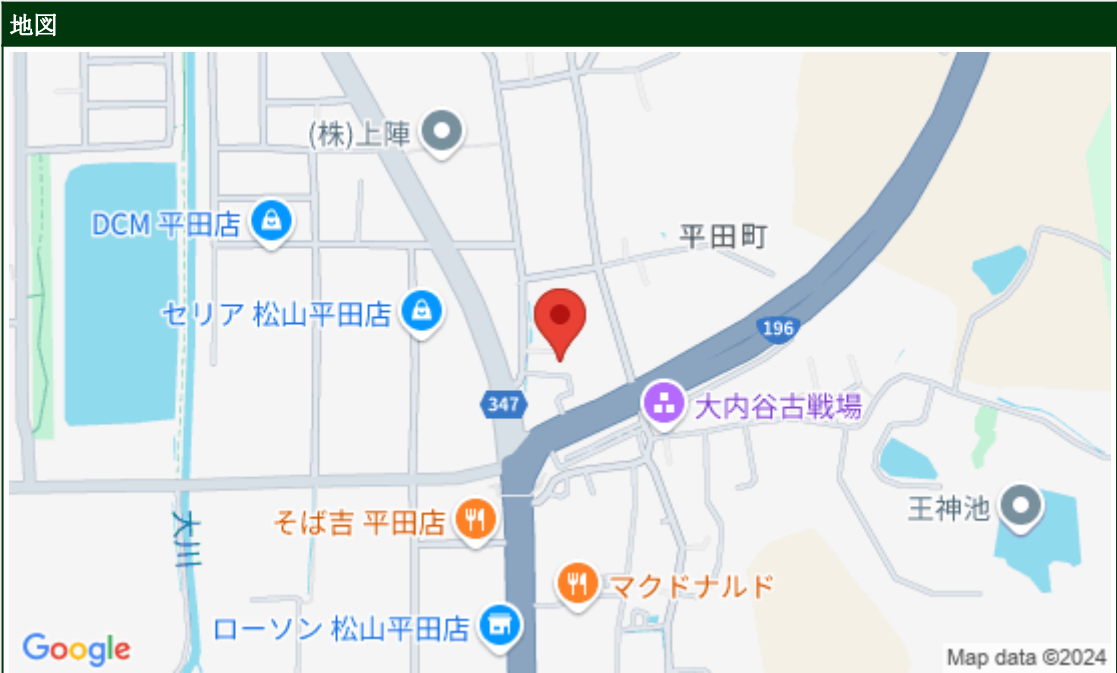 地図
(株)上陣
DCM 平田店
平田町
セリア 松山平田店
196
347
大内谷古戦場
王神池
そば吉 平田店
大川
マクドナルド
ローソン 松山平田店
Google
Map data ©2024